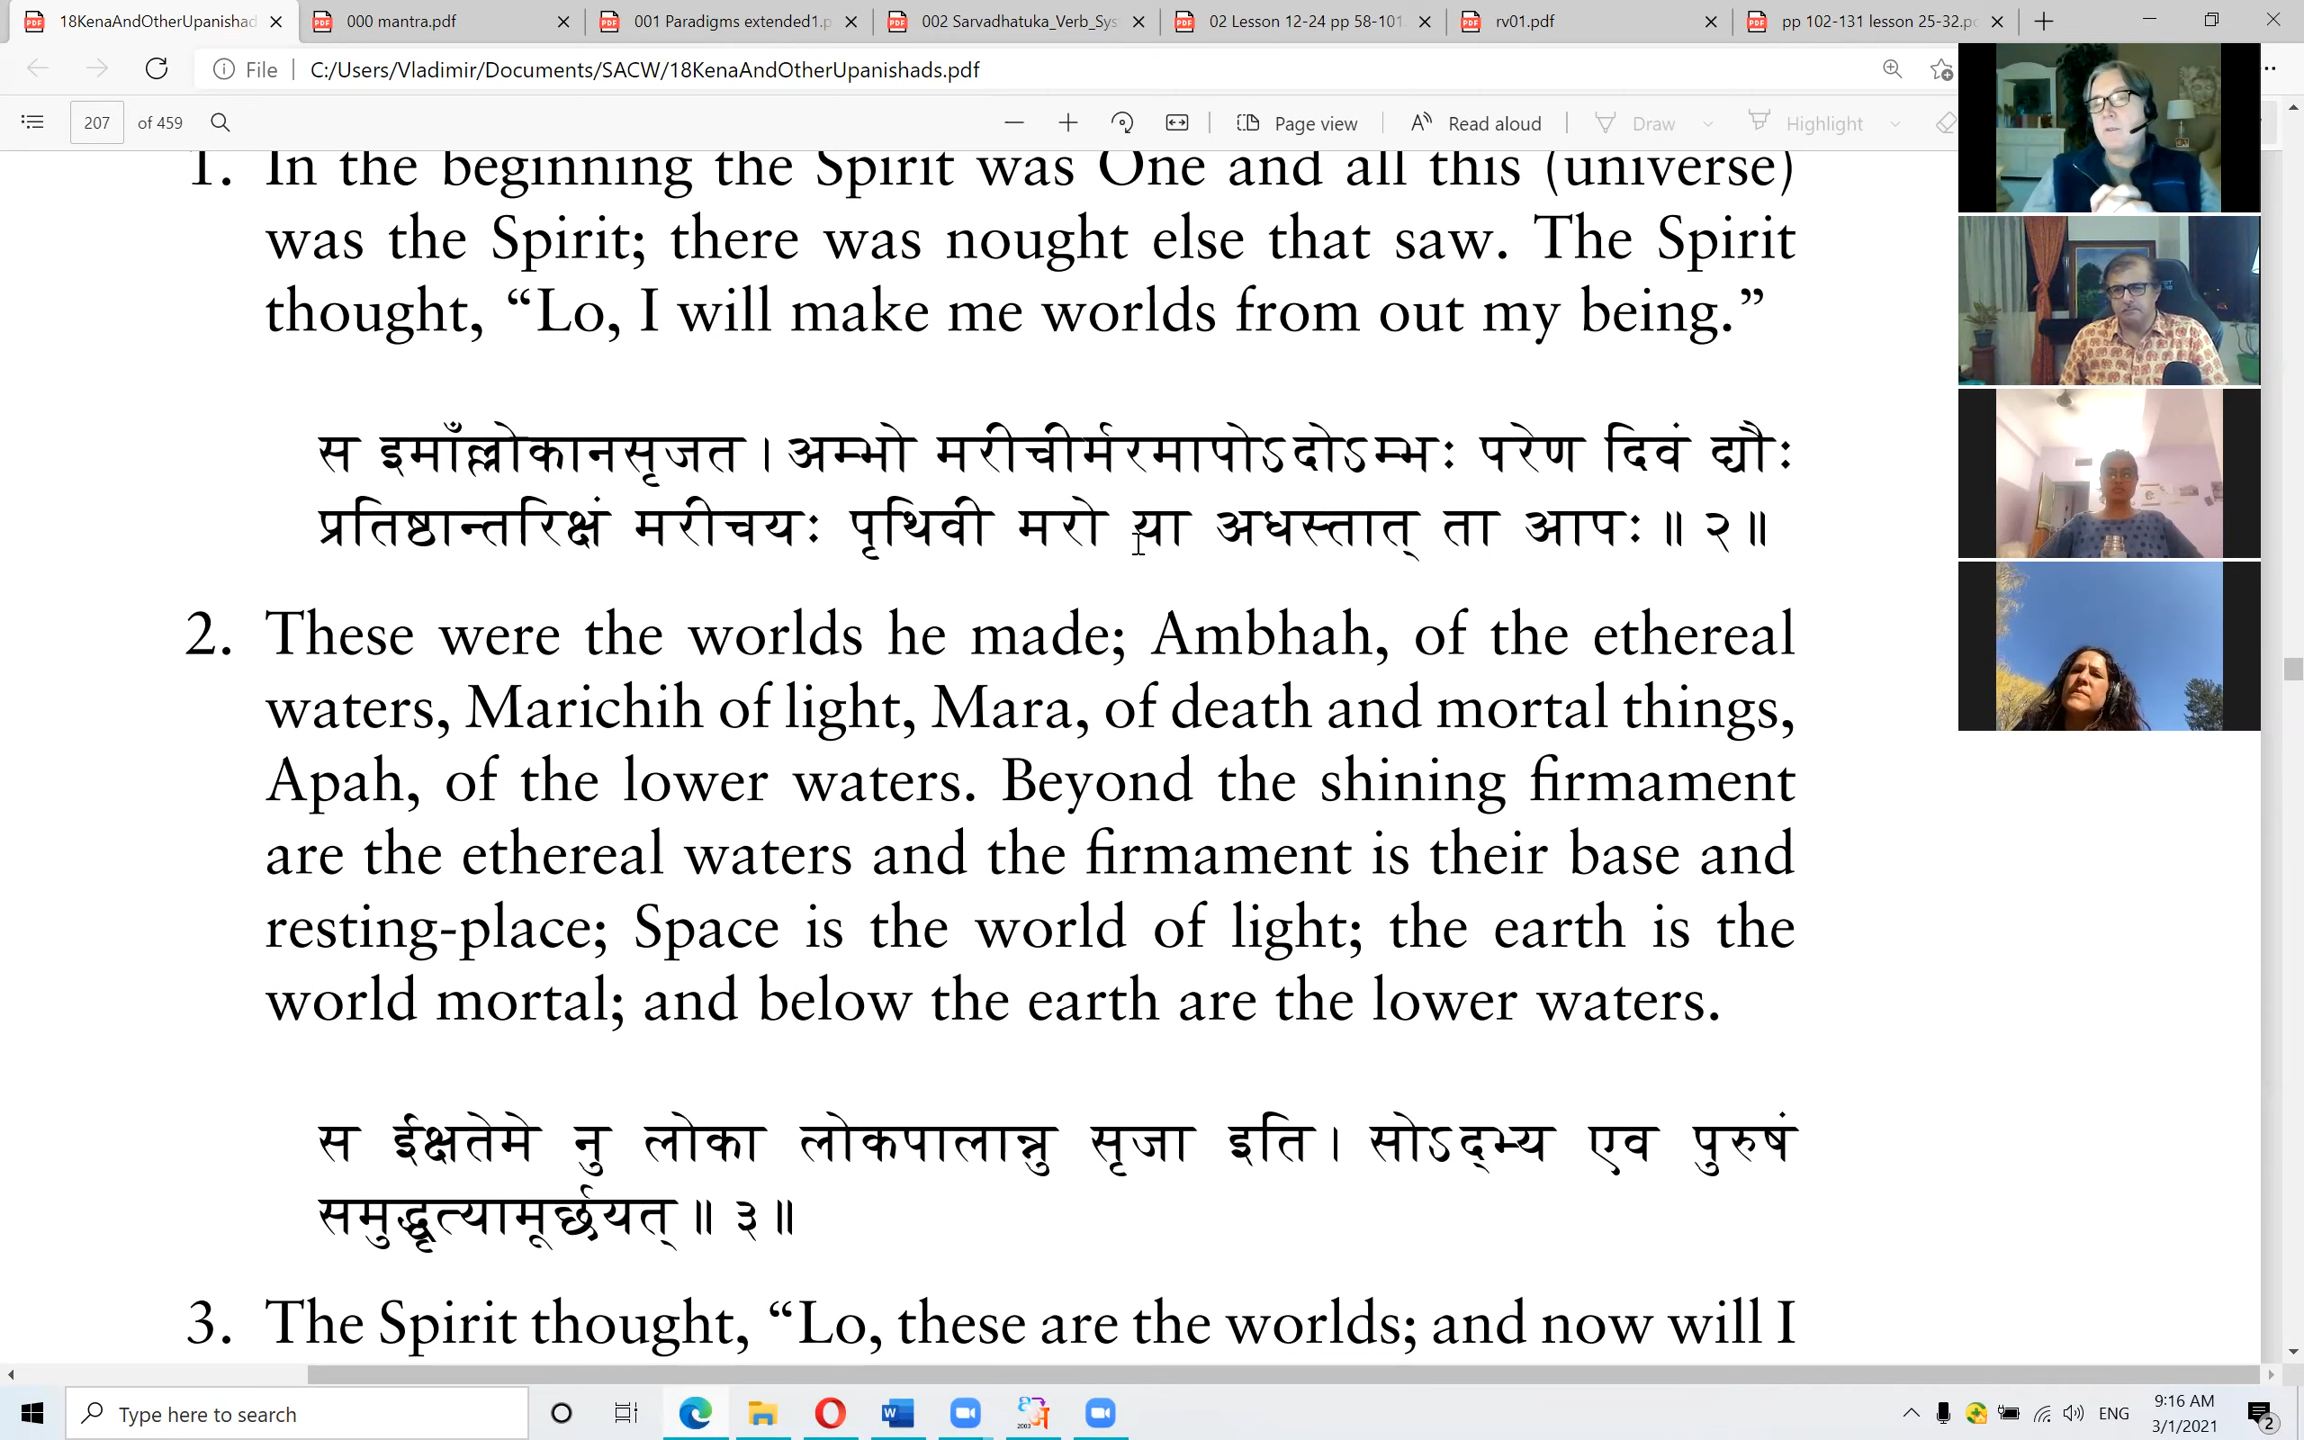 18KenaAndOtherUpanishad
000 mantra.pdf
001 Paradigms extended1.p
002 Sarvadhatuka_Verb_Sys
02 Lesson 12-24 pp 58-101
rv01.pdf
pp 102-131 lesson 25-32.pd
File
C:/Users/Vladimir/Documents/SACW/18KenaAndOtherUpanishads.pdf
207 of 459
Page view
Read aloud
Draw
Highlight
1. In the beginning the Spirit was One and all this (universe)
was the Spirit; there was nought else that saw. The Spirit
thought, “Lo, I will make me worlds from out my being.”
स इमाँल्लोकानसृजत। अम्भो मरीचीर्मरमापोऽदोऽम्भः परेण दिवं द्यौः
प्रतिष्ठान्तरिक्षं मरीचयः पृथिवी मरो या अधस्तात् ता आपः॥ २॥
2. These were the worlds he made; Ambhah, of the ethereal
waters, Marichih of light, Mara, of death and mortal things,
Apah, of the lower waters. Beyond the shining firmament
are the ethereal waters and the firmament is their base and
resting-place; Space is the world of light; the earth is the
world mortal; and below the earth are the lower waters.
स ईक्षतेमे नु लोका लोकपालान्नु सृजा इति। सोऽद्भ्य एव पुरुषं
समुद्धृत्यामूर्छयत्॥ ३॥
3. The Spirit thought, “Lo, these are the worlds; and now will I
Type here to search
ENG
9:16 AM
3/1/2021
2